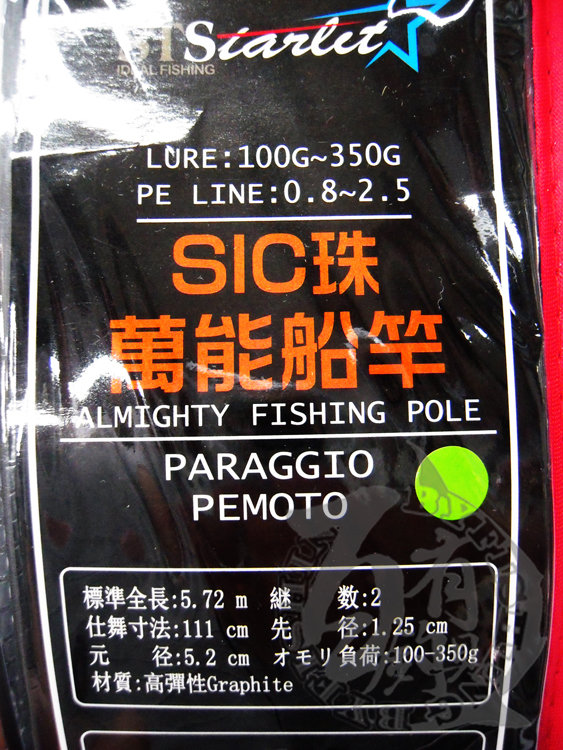 BTStarlit
IDEAL FISHING
LURE:100G~350G
PE LINE:0.8~2.5
SIC珠
萬能船竿
ALMIGHTY FISHING POLE
PARAGGIO
PEMOTO
標準全長:5.72 m 継 数:2
仕舞寸法:111 cm 先 径:1.25 cm
元 径:5.2 cm オモリ負荷:100-350g
材質:高彈性Graphite